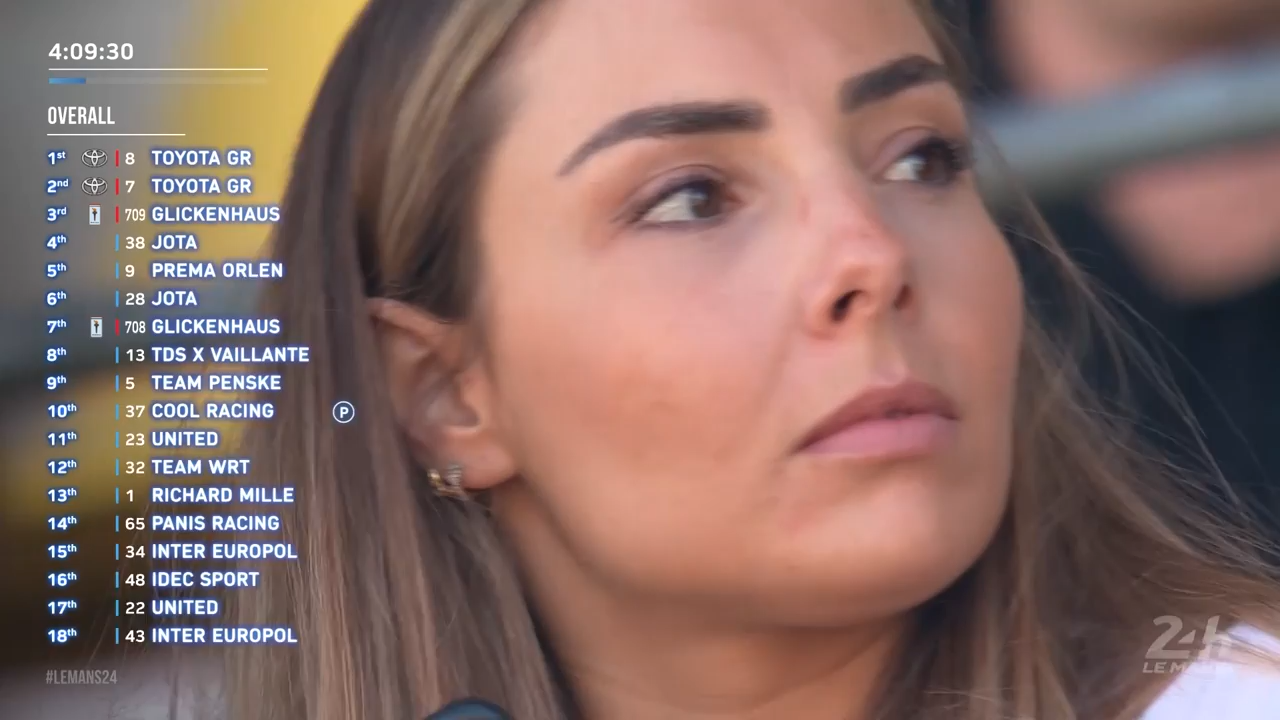 4:09:30
OVERALL
1st 8 TOYOTA GR
2nd 7 TOYOTA GR
3rd 709 GLICKENHAUS
4th 38 JOTA
5th 9 PREMA ORLEN
6th 28 JOTA
7th 708 GLICKENHAUS
8th 13 TDS X VAILLANTE
9th 5 TEAM PENSKE
10th 37 COOL RACING P
11th 23 UNITED
12th 32 TEAM WRT
13th 1 RICHARD MILLE
14th 65 PANIS RACING
15th 34 INTER EUROPOL
16th 48 IDEC SPORT
17th 22 UNITED
18th 43 INTER EUROPOL
#LEMANS24
24h
LE MANS